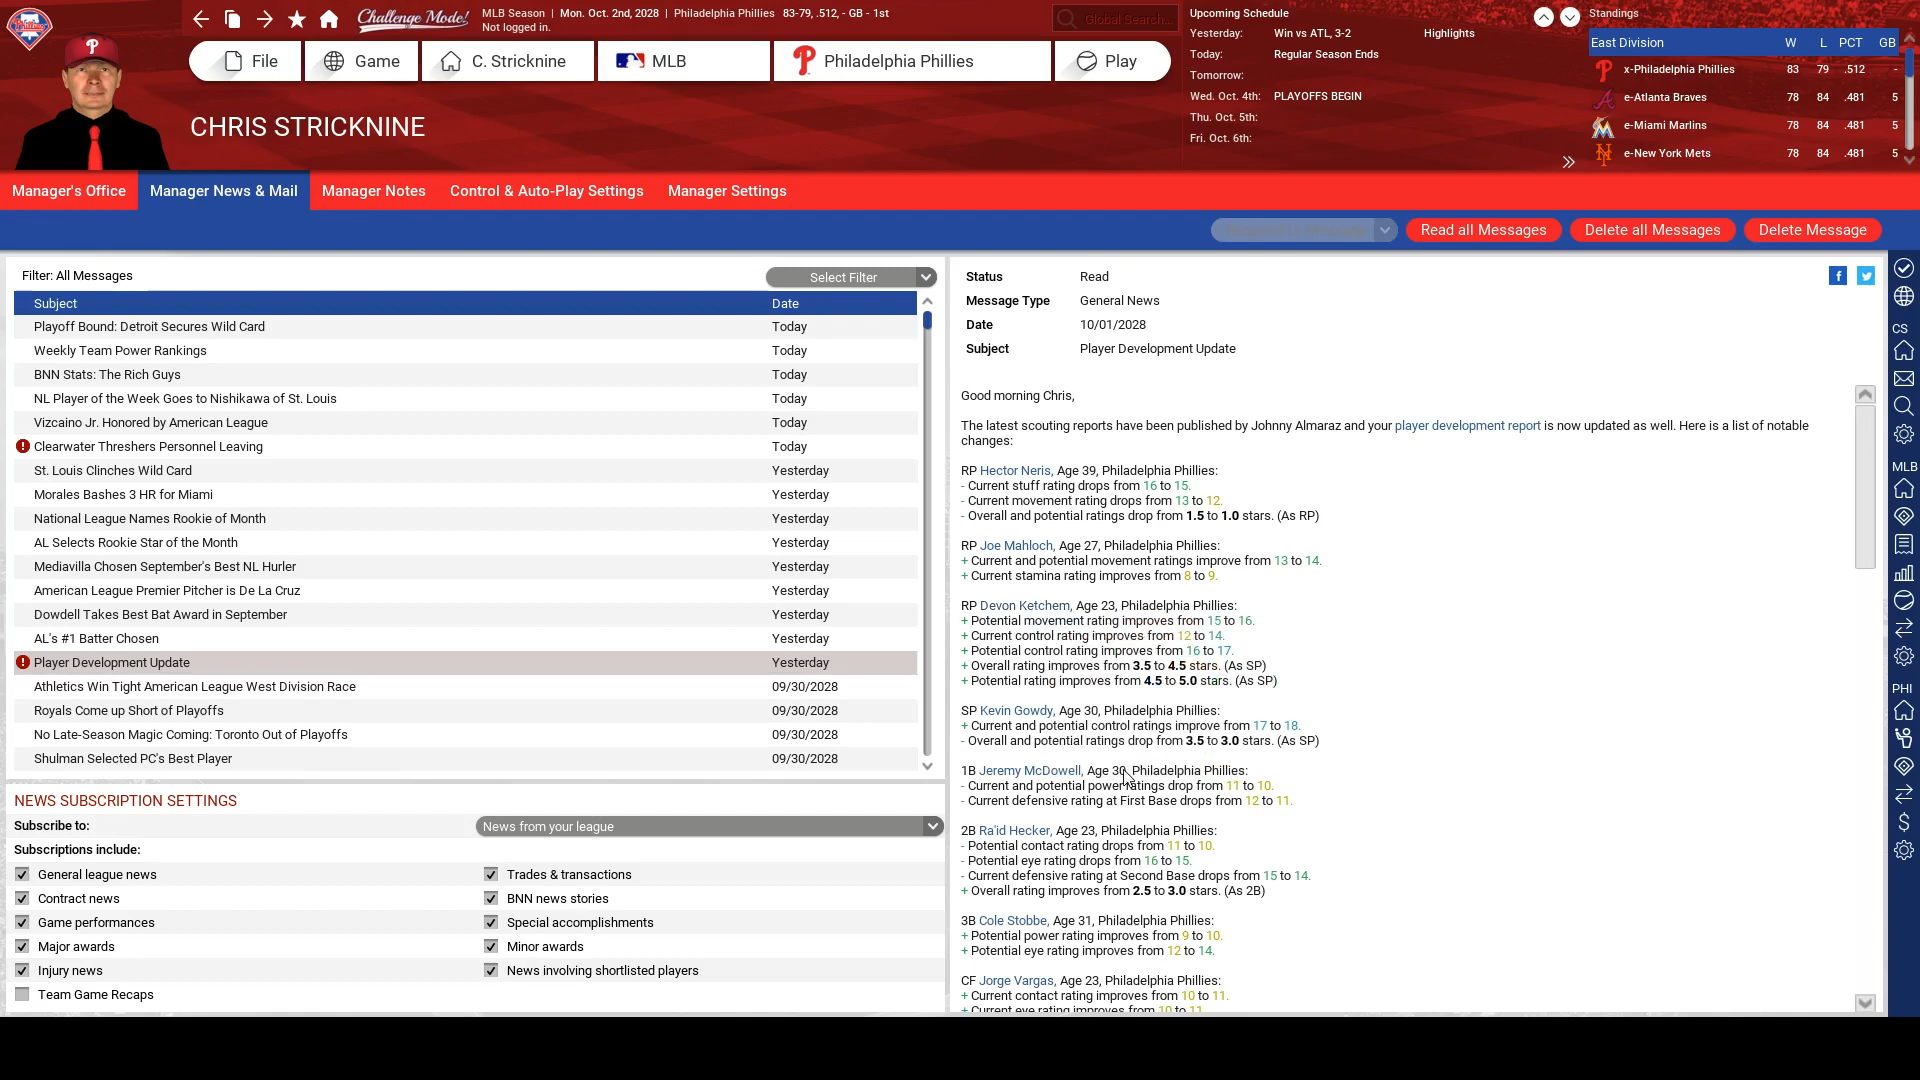 Challenge Mode!
MLB Season | Mon. Oct. 2nd, 2028 | Philadelphia Phillies 83-79, .512, - GB - 1st
Not logged in.
Global Search...
File
Game
C. Stricknine
MLB
Philadelphia Phillies
Play
CHRIS STRICKNINE
Upcoming Schedule
Yesterday: Win vs ATL, 3-2 Highlights
Today: Regular Season Ends
Tomorrow:
Wed. Oct. 4th: PLAYOFFS BEGIN
Thu. Oct. 5th:
Fri. Oct. 6th:
Standings
East Division W L PCT GB
x-Philadelphia Phillies 83 79 .512 -
e-Atlanta Braves 78 84 .481 5
e-Miami Marlins 78 84 .481 5
e-New York Mets 78 84 .481 5
Manager's Office
Manager News & Mail
Manager Notes
Control & Auto-Play Settings
Manager Settings
Read all Messages
Delete all Messages
Delete Message
Filter: All Messages
Select Filter
Subject Date
Playoff Bound: Detroit Secures Wild Card Today
Weekly Team Power Rankings Today
BNN Stats: The Rich Guys Today
NL Player of the Week Goes to Nishikawa of St. Louis Today
Vizcaino Jr. Honored by American League Today
Clearwater Threshers Personnel Leaving Today
St. Louis Clinches Wild Card Yesterday
Morales Bashes 3 HR for Miami Yesterday
National League Names Rookie of Month Yesterday
AL Selects Rookie Star of the Month Yesterday
Mediavilla Chosen September's Best NL Hurler Yesterday
American League Premier Pitcher is De La Cruz Yesterday
Dowdell Takes Best Bat Award in September Yesterday
AL's #1 Batter Chosen Yesterday
Player Development Update Yesterday
Athletics Win Tight American League West Division Race 09/30/2028
Royals Come up Short of Playoffs 09/30/2028
No Late-Season Magic Coming: Toronto Out of Playoffs 09/30/2028
Shulman Selected PC's Best Player 09/30/2028
NEWS SUBSCRIPTION SETTINGS
Subscribe to: News from your league
Subscriptions include:
General league news
Trades & transactions
Contract news
BNN news stories
Game performances
Special accomplishments
Major awards
Minor awards
Injury news
News involving shortlisted players
Team Game Recaps
Status Read
Message Type General News
Date 10/01/2028
Subject Player Development Update
Good morning Chris,
The latest scouting reports have been published by Johnny Almaraz and your player development report is now updated as well. Here is a list of notable
changes:
RP Hector Neris, Age 39, Philadelphia Phillies:
- Current stuff rating drops from 16 to 15.
- Current movement rating drops from 13 to 12.
- Overall and potential ratings drop from 1.5 to 1.0 stars. (As RP)
RP Joe Mahloch, Age 27, Philadelphia Phillies:
+ Current and potential movement ratings improve from 13 to 14.
+ Current stamina rating improves from 8 to 9.
RP Devon Ketchem, Age 23, Philadelphia Phillies:
+ Potential movement rating improves from 15 to 16.
+ Current control rating improves from 12 to 14.
+ Potential control rating improves from 16 to 17.
+ Overall rating improves from 3.5 to 4.5 stars. (As SP)
+ Potential rating improves from 4.5 to 5.0 stars. (As SP)
SP Kevin Gowdy, Age 30, Philadelphia Phillies:
+ Current and potential control ratings improve from 17 to 18.
- Overall and potential ratings drop from 3.5 to 3.0 stars. (As SP)
1B Jeremy McDowell, Age 30, Philadelphia Phillies:
- Current and potential power ratings drop from 11 to 10.
- Current defensive rating at First Base drops from 12 to 11.
2B Ra'id Hecker, Age 23, Philadelphia Phillies:
- Potential contact rating drops from 11 to 10.
- Potential eye rating drops from 16 to 15.
- Current defensive rating at Second Base drops from 15 to 14.
+ Overall rating improves from 2.5 to 3.0 stars. (As 2B)
3B Cole Stobbe, Age 31, Philadelphia Phillies:
+ Potential power rating improves from 9 to 10.
+ Potential eye rating improves from 12 to 14.
CF Jorge Vargas, Age 23, Philadelphia Phillies:
+ Current contact rating improves from 10 to 11.
+ Current eye rating improves from 10 to 11.
CS
MLB
PHI